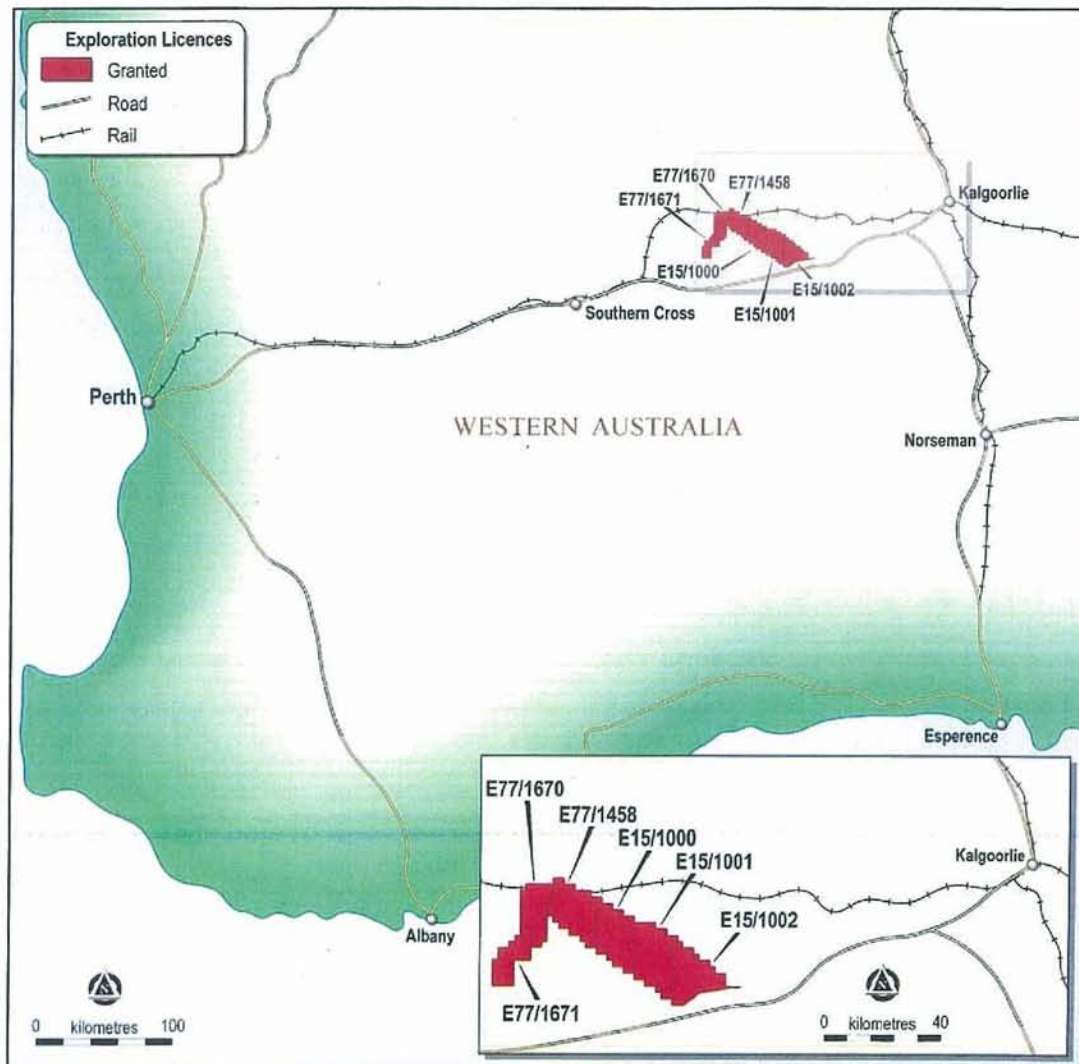 Exploration Licences
Granted
Road
Rail
E77/1670
E77/1458
E77/1671
Kalgoorlie
E15/1000
E15/1002
E15/1001
Southern Cross
Perth
WESTERN AUSTRALIA
Norseman
Esperence
Albany
0 kilometres 100
E77/1670
E77/1458
E15/1000
E15/1001
Kalgoorlie
E15/1002
E77/1671
0 kilometres 40